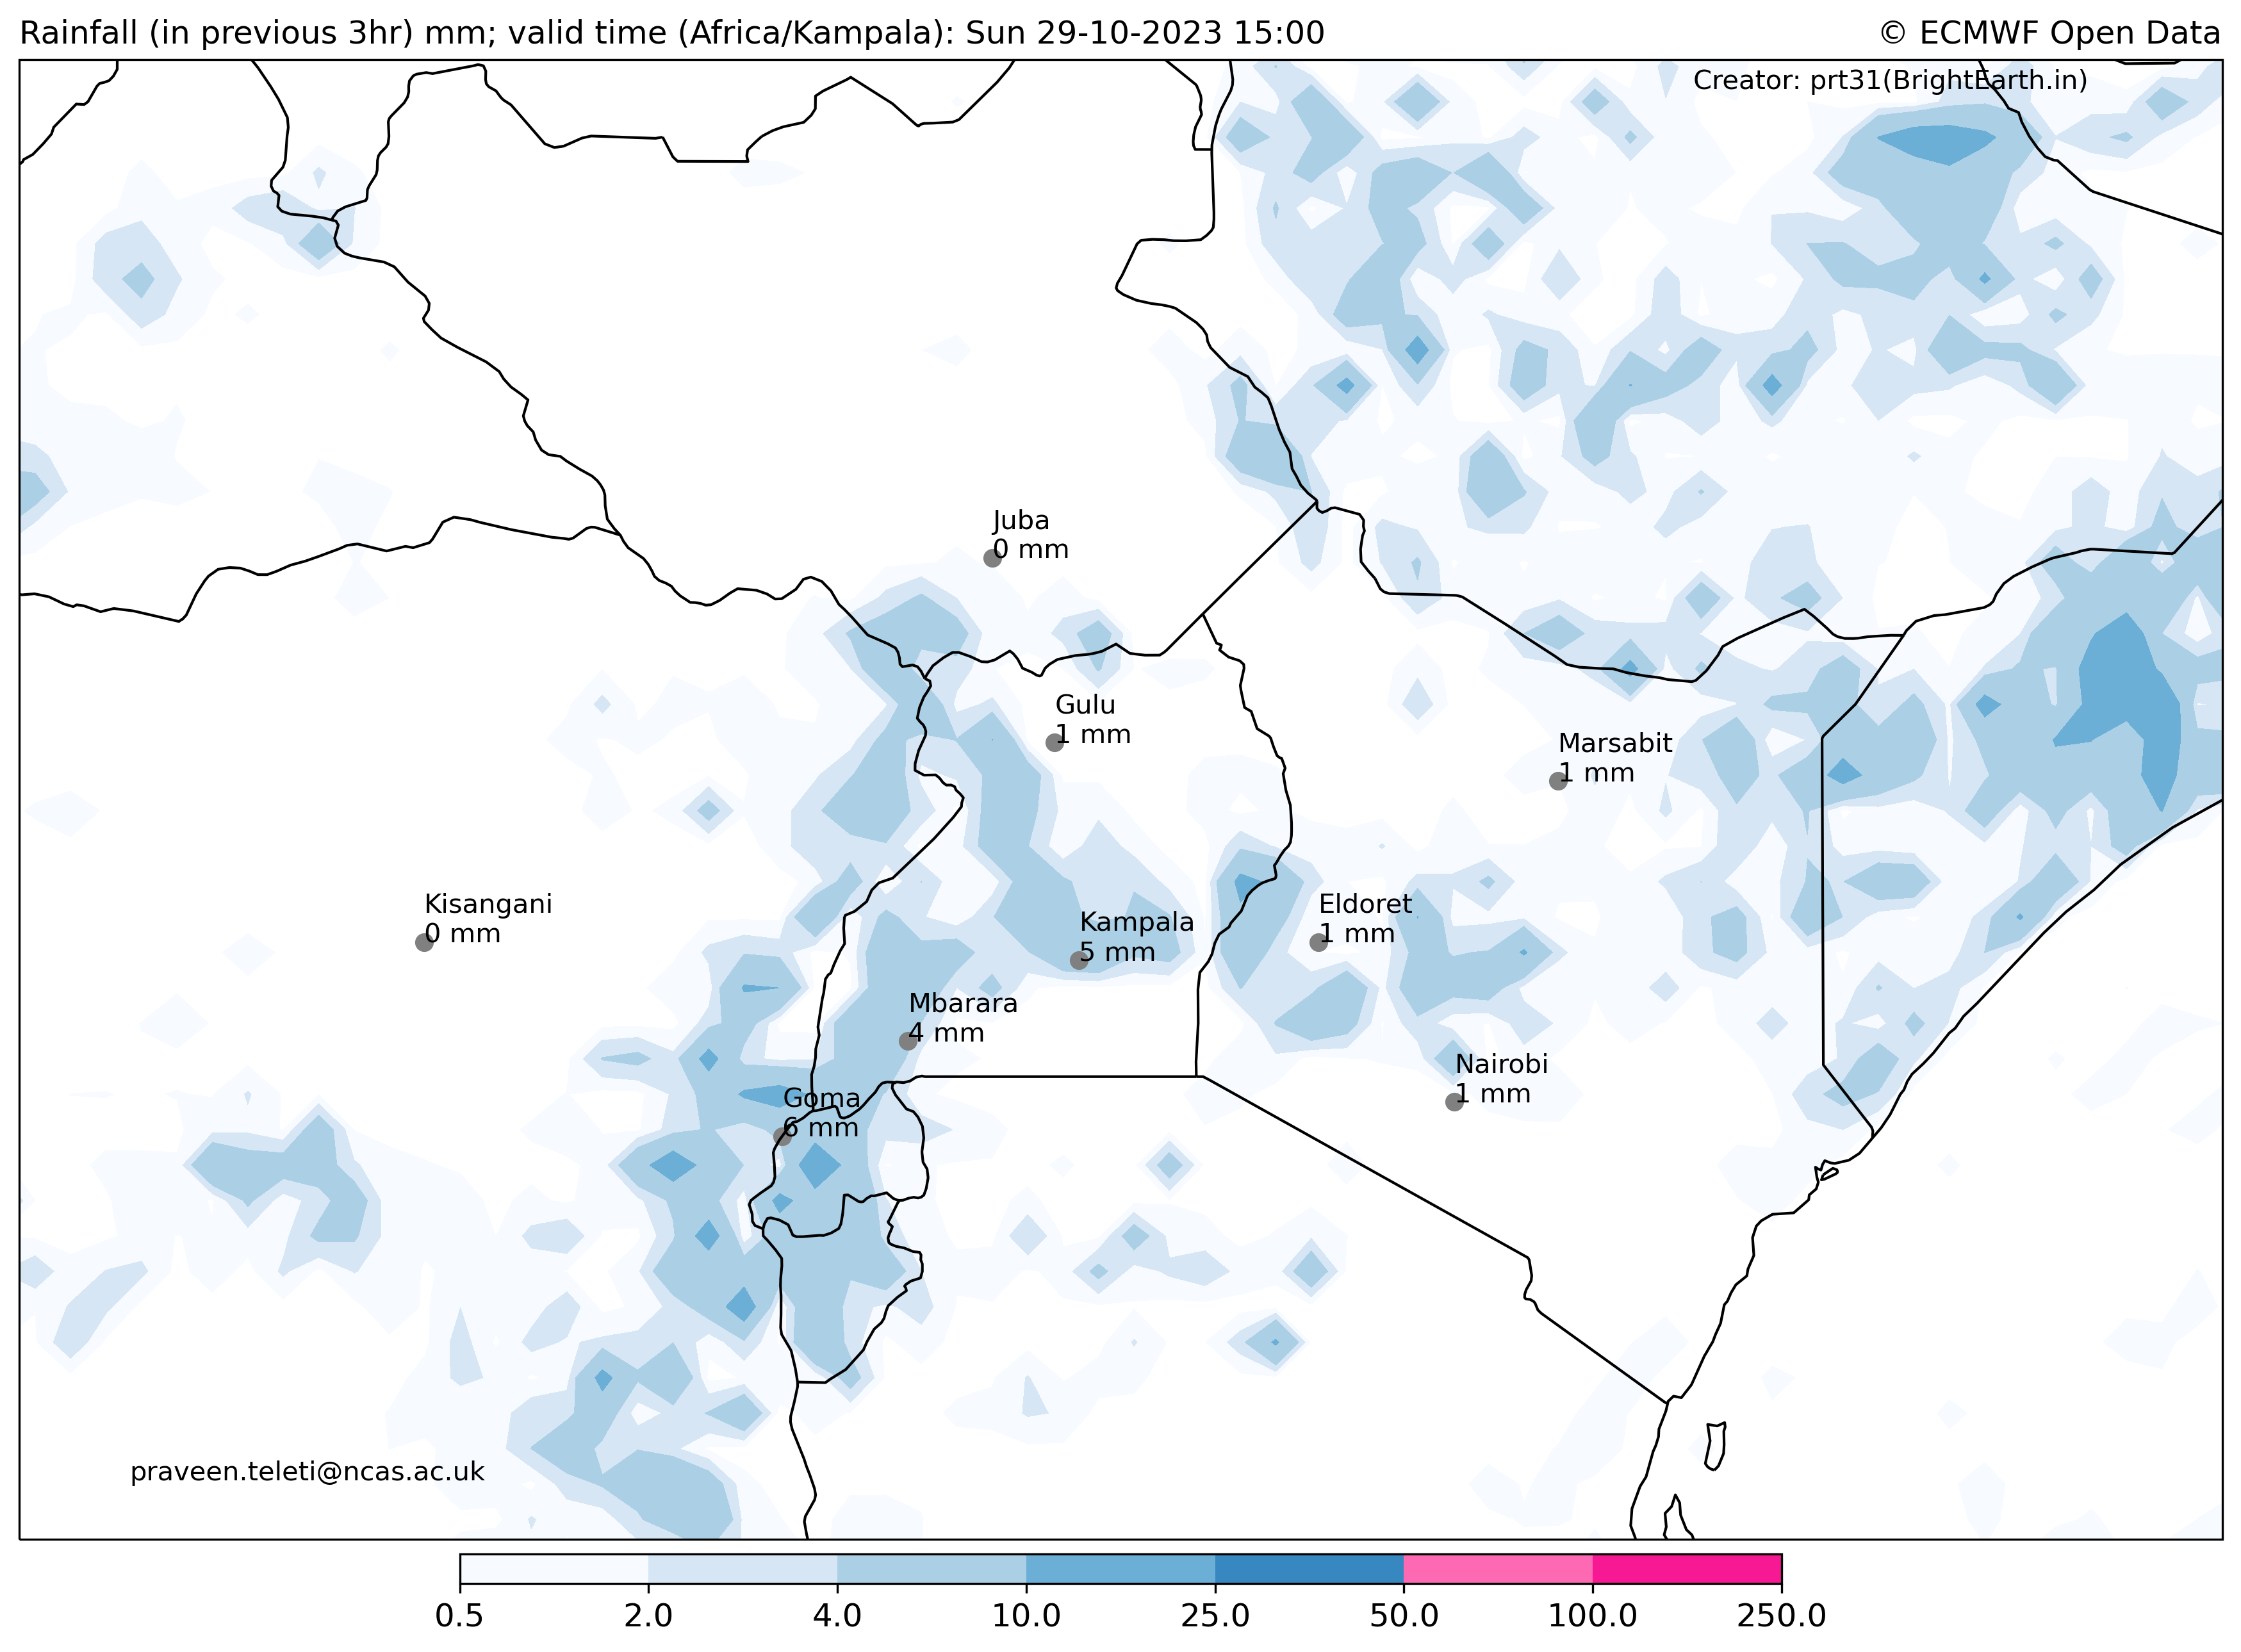 Rainfall (in previous 3hr) mm; valid time (Africa/Kampala): Sun 29-10-2023 15:00
© ECMWF Open Data
Creator: prt31(BrightEarth.in)
Juba
0 mm
Gulu
1 mm
Marsabit
1 mm
Kisangani
0 mm
Kampala
5 mm
Eldoret
1 mm
Mbarara
4 mm
Nairobi
1 mm
Goma
6 mm
praveen.teleti@ncas.ac.uk
0.5 2.0 4.0 10.0 25.0 50.0 100.0 250.0